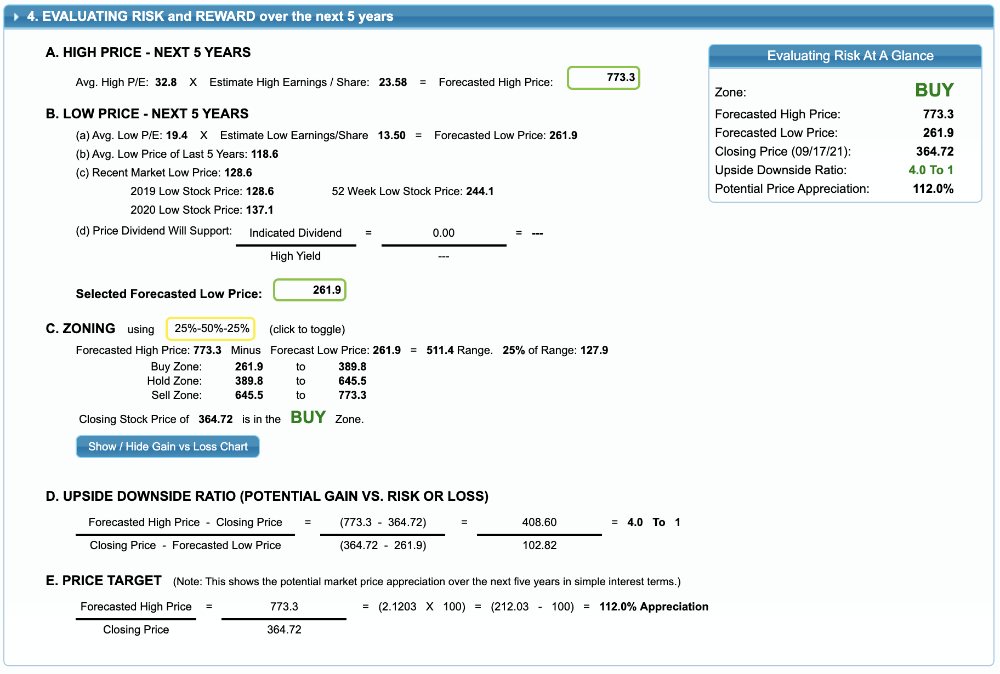 4. EVALUATING RISK and REWARD over the next 5 years
A. HIGH PRICE - NEXT 5 YEARS
Avg. High P/E: 32.8 X Estimate High Earnings / Share: 23.58 = Forecasted High Price: 773.3
B. LOW PRICE - NEXT 5 YEARS
(a) Avg. Low P/E: 19.4 X Estimate Low Earnings/Share 13.50 = Forecasted Low Price: 261.9
(b) Avg. Low Price of Last 5 Years: 118.6
(c) Recent Market Low Price: 128.6
2019 Low Stock Price: 128.6 52 Week Low Stock Price: 244.1
2020 Low Stock Price: 137.1
(d) Price Dividend Will Support: Indicated Dividend = 0.00 = ---
High Yield ---
Selected Forecasted Low Price: 261.9
C. ZONING using 25%-50%-25% (click to toggle)
Forecasted High Price: 773.3 Minus Forecast Low Price: 261.9 = 511.4 Range. 25% of Range: 127.9
Buy Zone: 261.9 to 389.8
Hold Zone: 389.8 to 645.5
Sell Zone: 645.5 to 773.3
Closing Stock Price of 364.72 is in the BUY Zone.
Show / Hide Gain vs Loss Chart
D. UPSIDE DOWNSIDE RATIO (POTENTIAL GAIN VS. RISK OR LOSS)
Forecasted High Price - Closing Price = (773.3 - 364.72) = 408.60 = 4.0 To 1
Closing Price - Forecasted Low Price (364.72 - 261.9) 102.82
E. PRICE TARGET (Note: This shows the potential market price appreciation over the next five years in simple interest terms.)
Forecasted High Price = 773.3 = (2.1203 X 100) = (212.03 - 100) = 112.0% Appreciation
Closing Price 364.72
Evaluating Risk At A Glance
Zone: BUY
Forecasted High Price: 773.3
Forecasted Low Price: 261.9
Closing Price (09/17/21): 364.72
Upside Downside Ratio: 4.0 To 1
Potential Price Appreciation: 112.0%